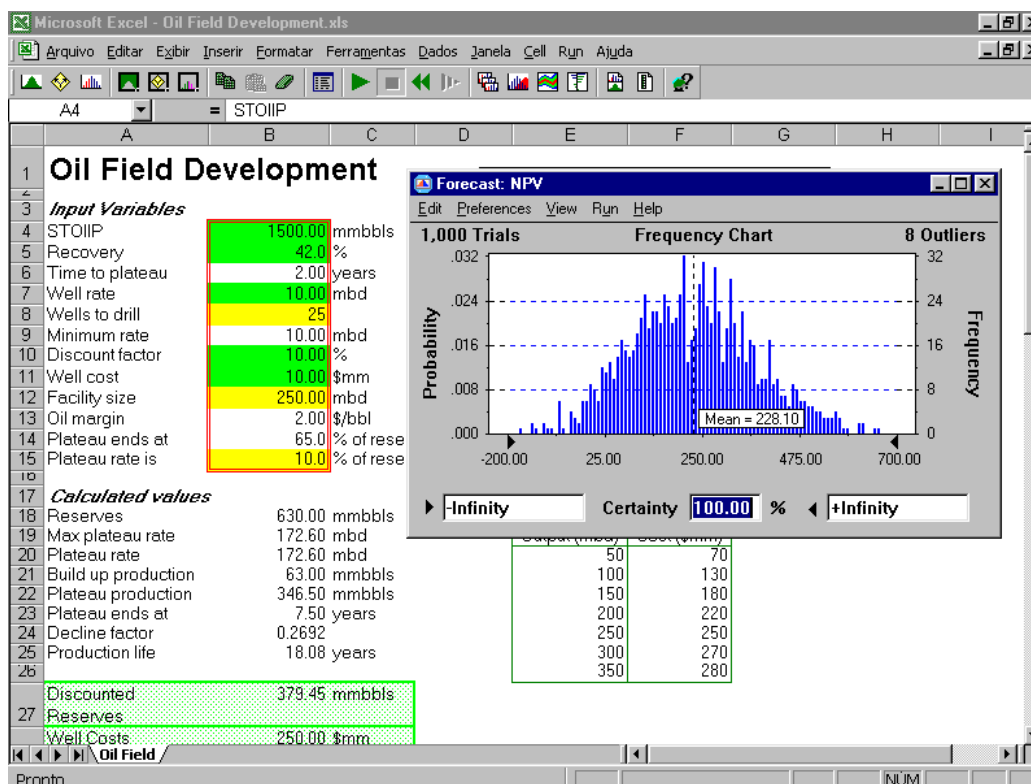 Microsoft Excel - Oil Field Development.xls
Arquivo Editar Exibir Inserir Formatar Ferramentas Dados Janela Cell Run Ajuda
A4 = STOIIP
A B C D E F G H I
1 Oil Field Development
2
3 Input Variables
4 STOIIP 1500.00 mmbbls
5 Recovery 42.0 %
6 Time to plateau 2.00 years
7 Well rate 10.00 mbd
8 Wells to drill 25
9 Minimum rate 10.00 mbd
10 Discount factor 10.00 %
11 Well cost 10.00 $mm
12 Facility size 250.00 mbd
13 Oil margin 2.00 $/bbl
14 Plateau ends at 65.0 % of rese
15 Plateau rate is 10.0 % of rese
16
17 Calculated values
18 Reserves 630.00 mmbbls
19 Max plateau rate 172.60 mbd
20 Plateau rate 172.60 mbd
21 Build up production 63.00 mmbbls
22 Plateau production 346.50 mmbbls
23 Plateau ends at 7.50 years
24 Decline factor 0.2692
25 Production life 18.08 years
26
27 Discounted Reserves 379.45 mmbbls
Well Costs 250.00 $mm
Forecast: NPV
Edit Preferences View Run Help
1,000 Trials Frequency Chart 8 Outliers
Probability
.032
.024
.016
.008
.000
Frequency
32
24
16
8
0
Mean = 228.10
-200.00 25.00 250.00 475.00 700.00
-Infinity Certainty 100.00 % +Infinity
Output (mbd) Cost ($mm)
50 70
100 130
150 180
200 220
250 250
300 270
350 280
Oil Field
Pronto NÚM